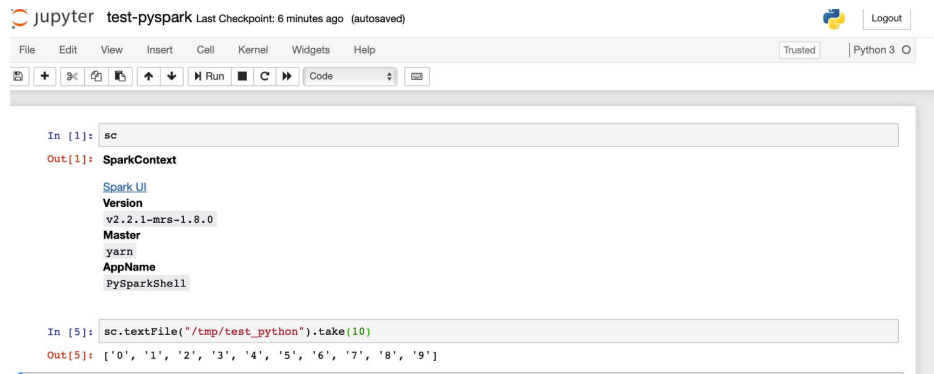 jupyter test-pyspark Last Checkpoint: 6 minutes ago (autosaved)
Logout
File Edit View Insert Cell Kernel Widgets Help
Trusted Python 3
Run Code
In [1]: sc
Out[1]: SparkContext
Spark UI
Version
v2.2.1-mrs-1.8.0
Master
yarn
AppName
PySparkShell
In [5]: sc.textFile("/tmp/test_python").take(10)
Out[5]: ['0', '1', '2', '3', '4', '5', '6', '7', '8', '9']